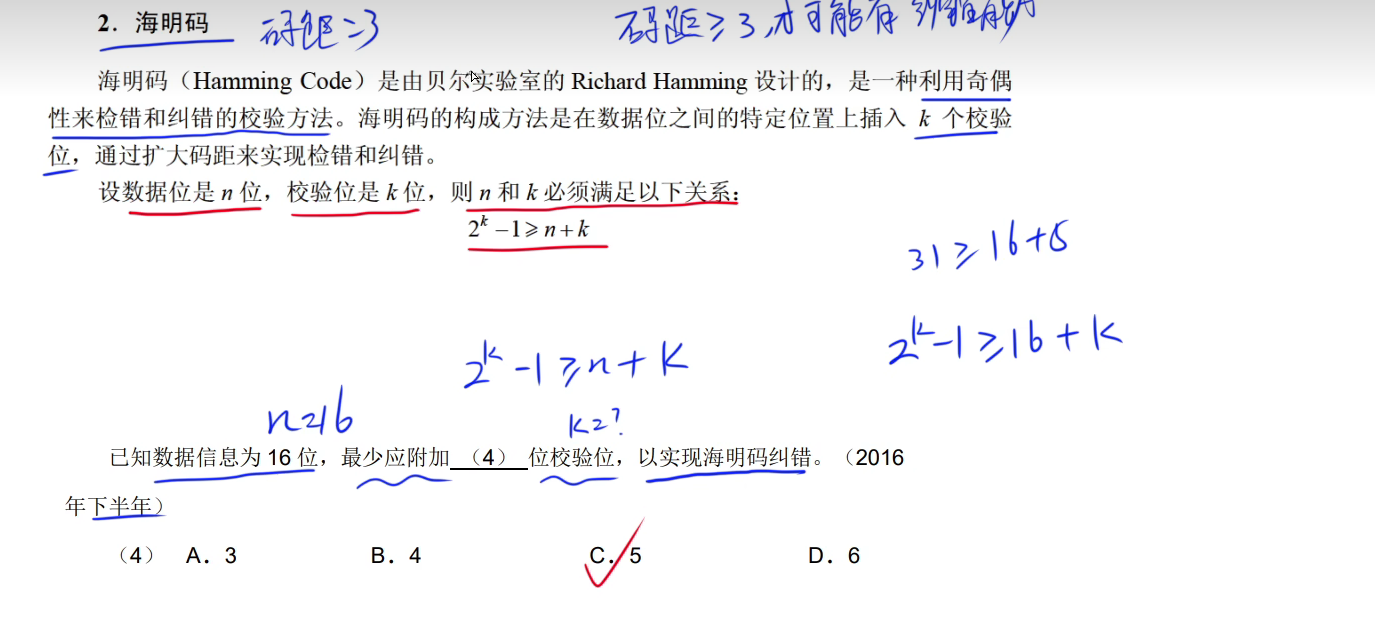 2. 海明码 码距=3 码距≥3,才可能有纠错能力
海明码（Hamming Code）是由贝尔实验室的 Richard Hamming 设计的，是一种利用奇偶
性来检错和纠错的校验方法。海明码的构成方法是在数据位之间的特定位置上插入 k 个校验
位，通过扩大码距来实现检错和纠错。
设数据位是 n 位，校验位是 k 位，则 n 和 k 必须满足以下关系：
2^k −1≥n+k
31≥16+5
2^k-1≥16+k
2^k-1≥n+k
n=16
k=?
已知数据信息为 16 位，最少应附加 （4） 位校验位，以实现海明码纠错。（2016
年下半年）
（4） A. 3 B. 4 C. 5 D. 6